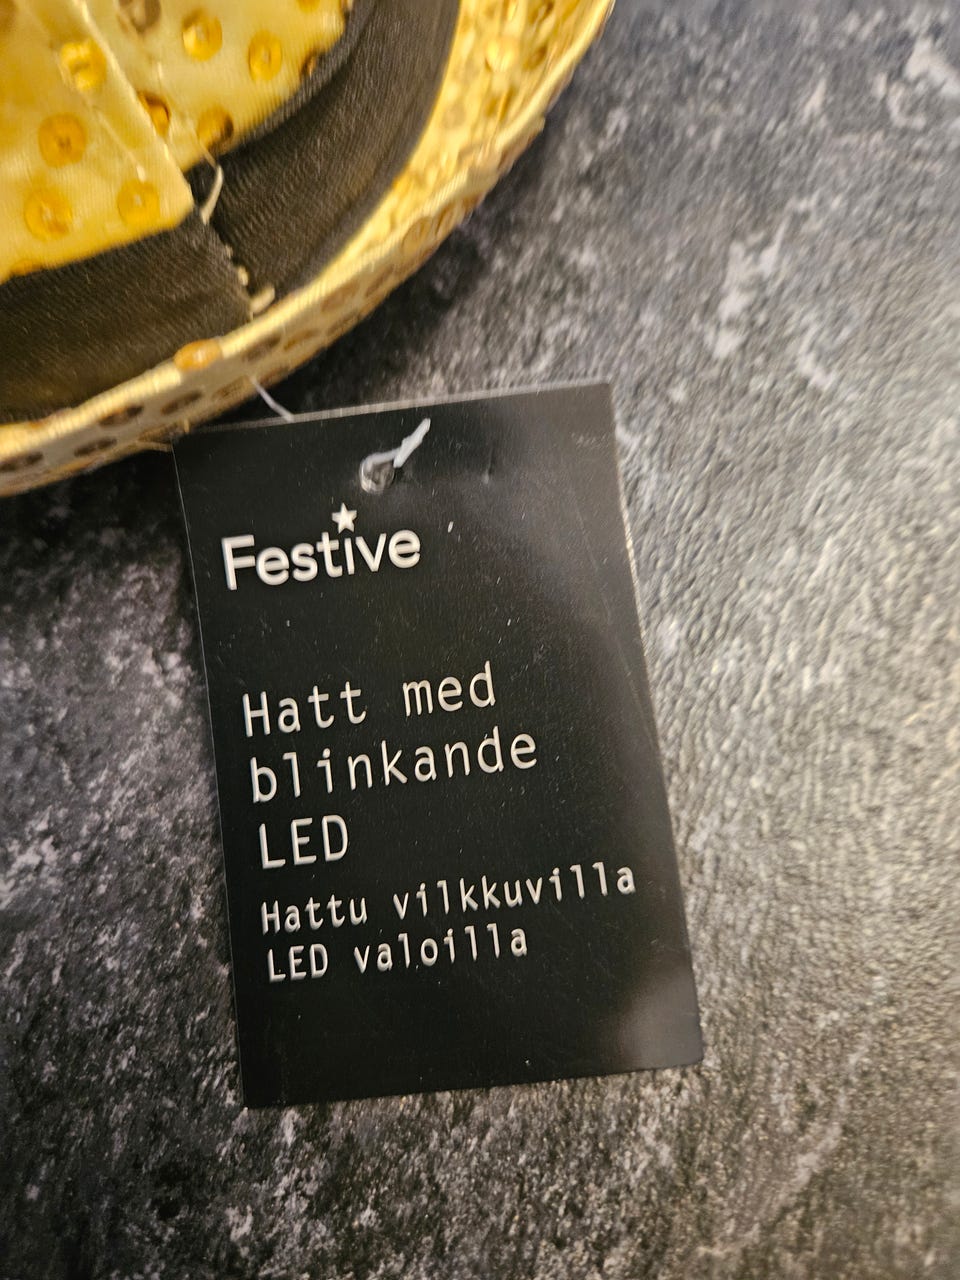 Festive
Hatt med
blinkande
LED
Hattu vilkkuvilla
LED valoilla